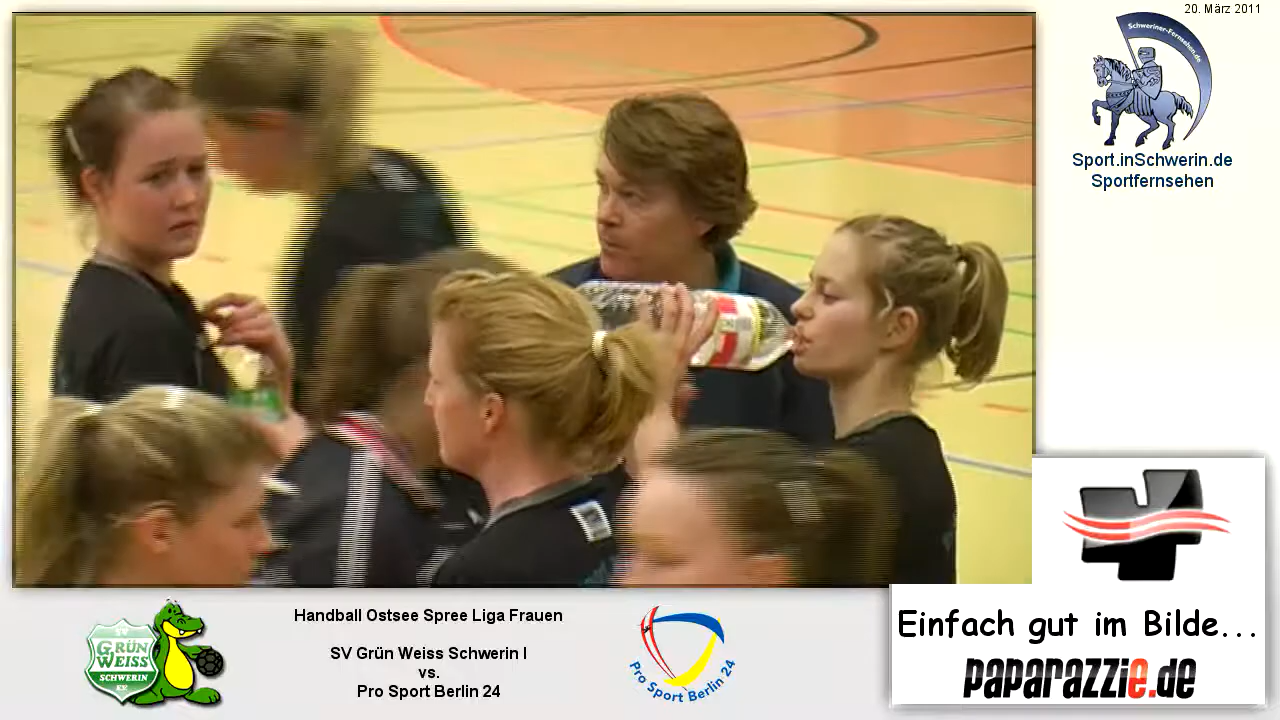 20. März 2011
Schweriner-Fernsehen.de
Sport.inSchwerin.de
Sportfernsehen
Einfach gut im Bilde...
paparazzie.de
SV
GRÜN
WEISS
SCHWERIN
E.V.
Handball Ostsee Spree Liga Frauen
SV Grün Weiss Schwerin I
vs.
Pro Sport Berlin 24
Pro Sport Berlin 24